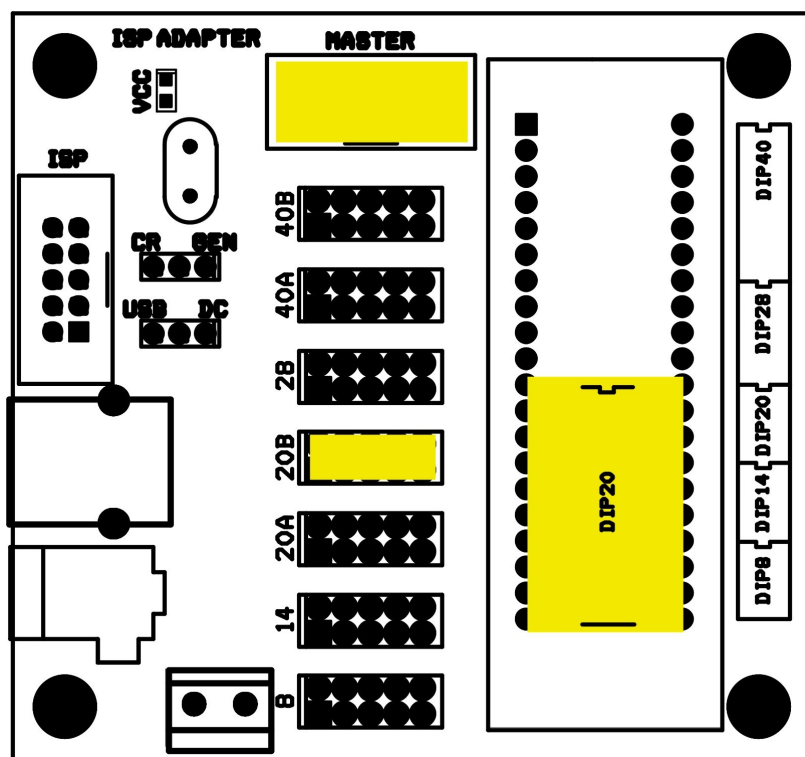 ISP ADAPTER
MASTER
VCC
ISP
CR GEN
USB DC
40B
40A
2B
20B
20A
14
8
DIP20
DIP40
DIP28
DIP20
DIP14
DIP8